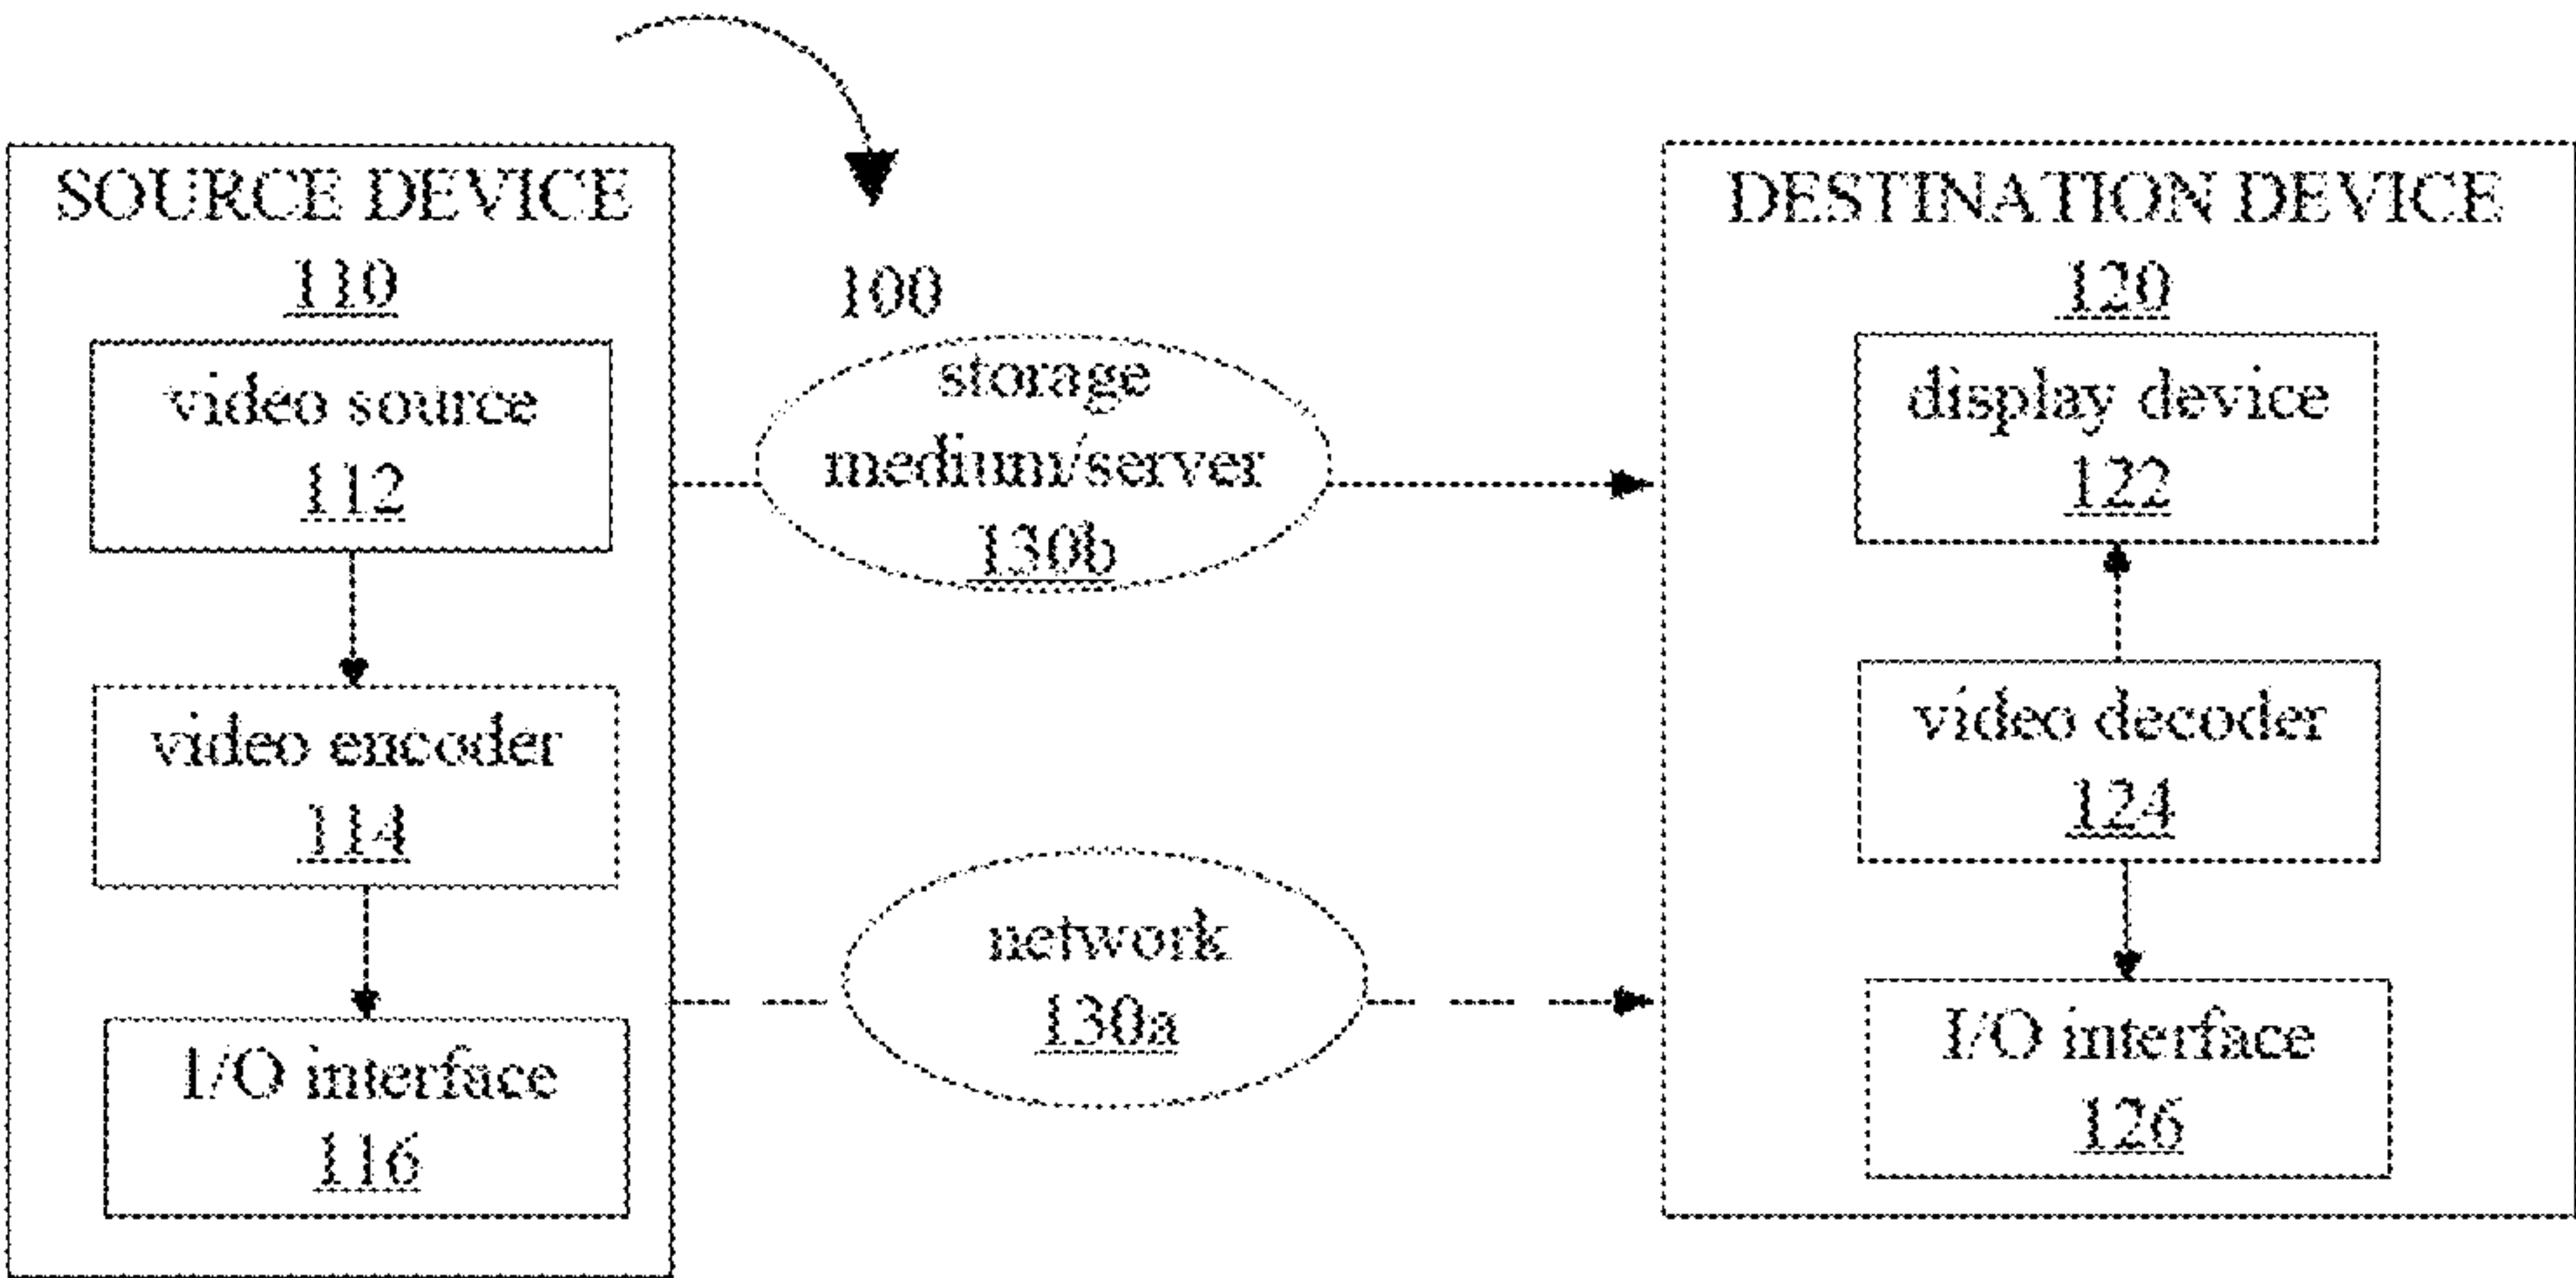 SOURCE DEVICE
110
video source
112
video encoder
114
I/O interface
116
100
storage
medium/server
130b
network
130a
DESTINATION DEVICE
120
display device
122
video decoder
124
I/O interface
126